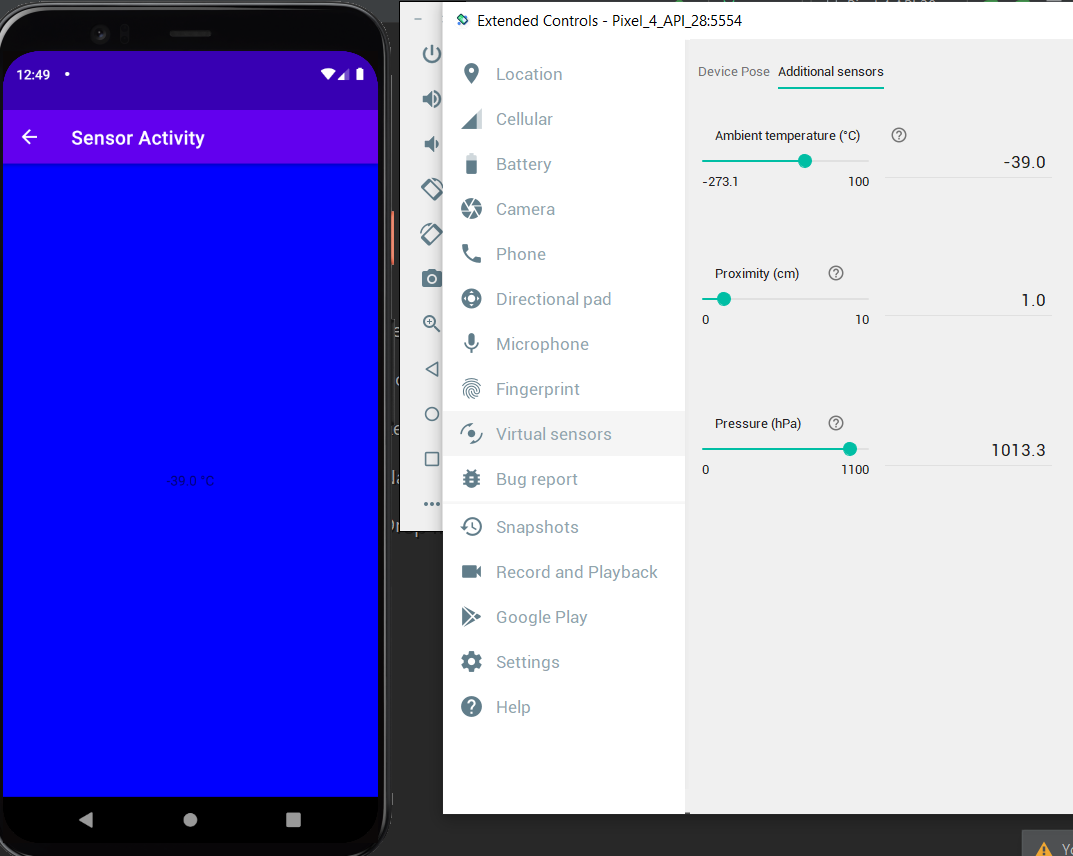 12:49
Sensor Activity
-39.0 °C
Extended Controls - Pixel_4_API_28:5554
Location
Cellular
Battery
Camera
Phone
Directional pad
Microphone
Fingerprint
Virtual sensors
Bug report
Snapshots
Record and Playback
Google Play
Settings
Help
Device Pose Additional sensors
Ambient temperature (°C)
-39.0
-273.1 100
Proximity (cm)
1.0
0 10
Pressure (hPa)
1013.3
0 1100